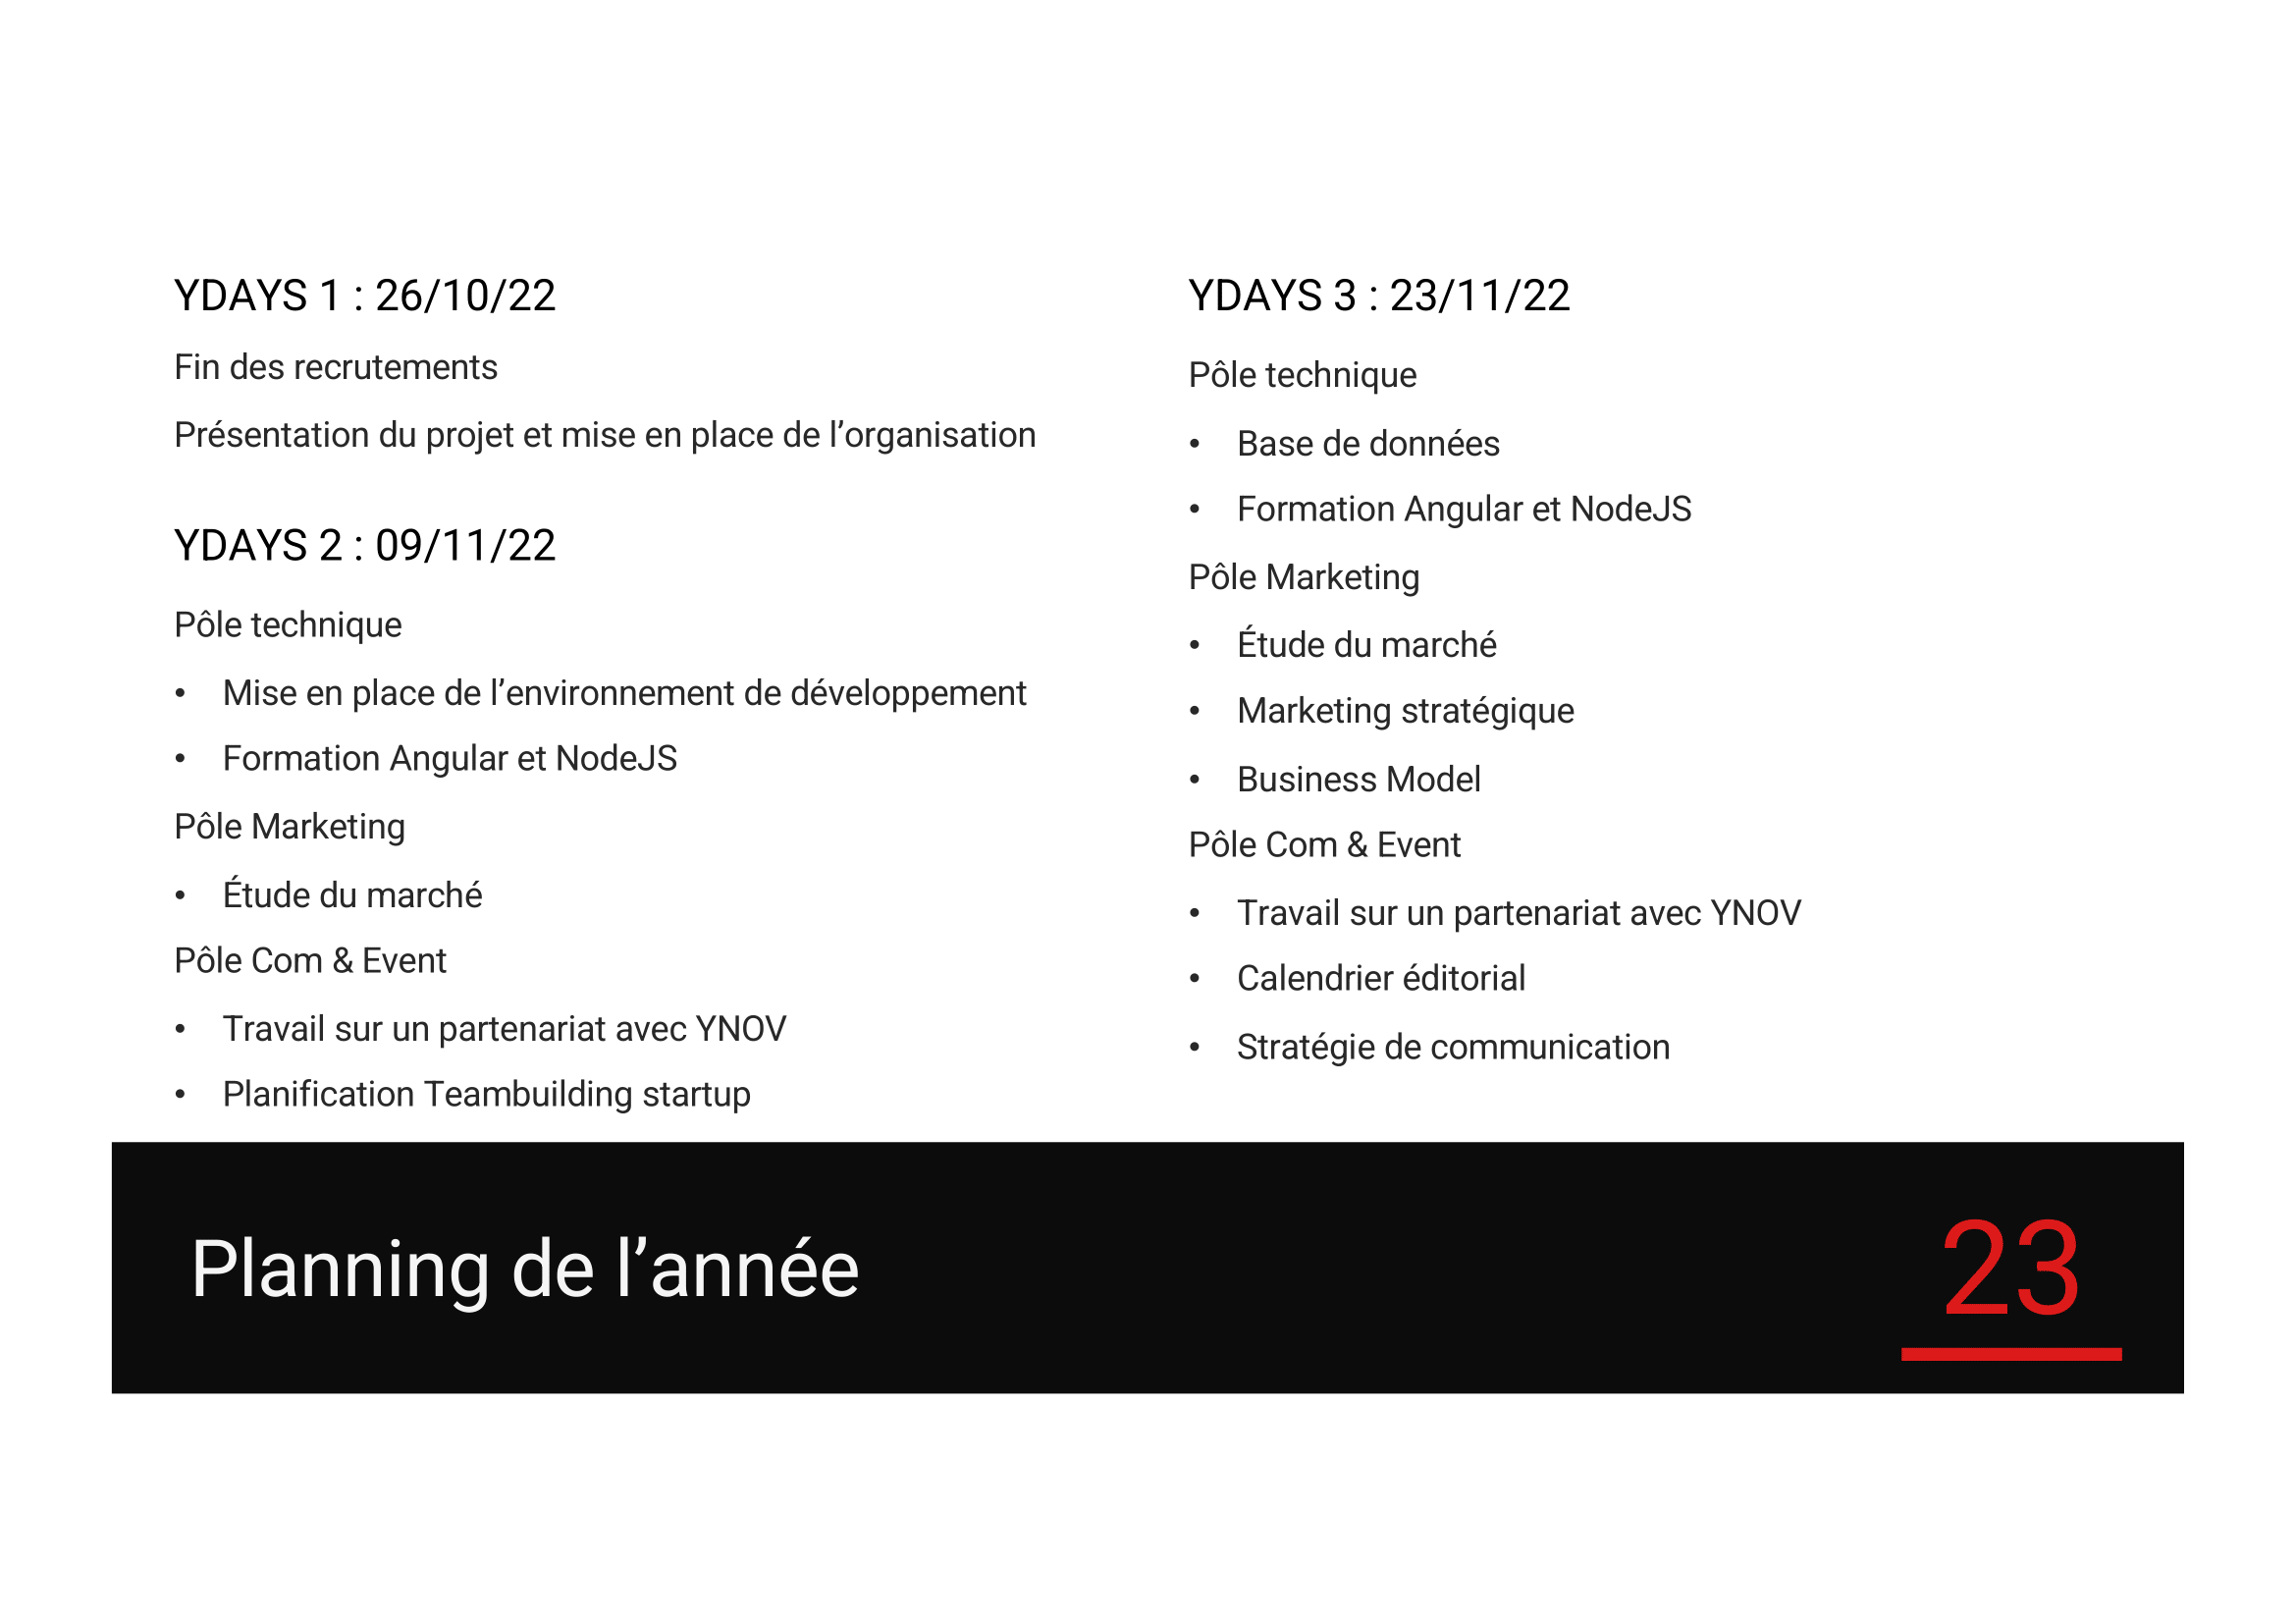 YDAYS 1 : 26/10/22
Fin des recrutements
Présentation du projet et mise en place de l’organisation
YDAYS 2 : 09/11/22
Pôle technique
• Mise en place de l’environnement de développement
• Formation Angular et NodeJS
Pôle Marketing
• Étude du marché
Pôle Com & Event
• Travail sur un partenariat avec YNOV
• Planification Teambuilding startup
YDAYS 3 : 23/11/22
Pôle technique
• Base de données
• Formation Angular et NodeJS
Pôle Marketing
• Étude du marché
• Marketing stratégique
• Business Model
Pôle Com & Event
• Travail sur un partenariat avec YNOV
• Calendrier éditorial
• Stratégie de communication
Planning de l’année
23